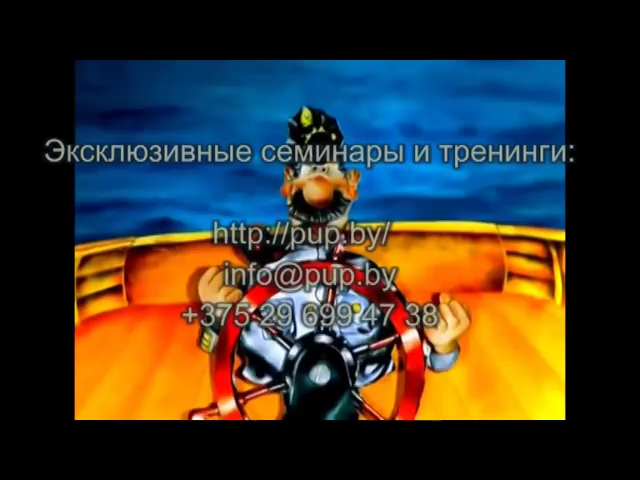 Эксклюзивные семинары и тренинги:
http://pup.by/
info@pup.by
+375 29 699 47 38